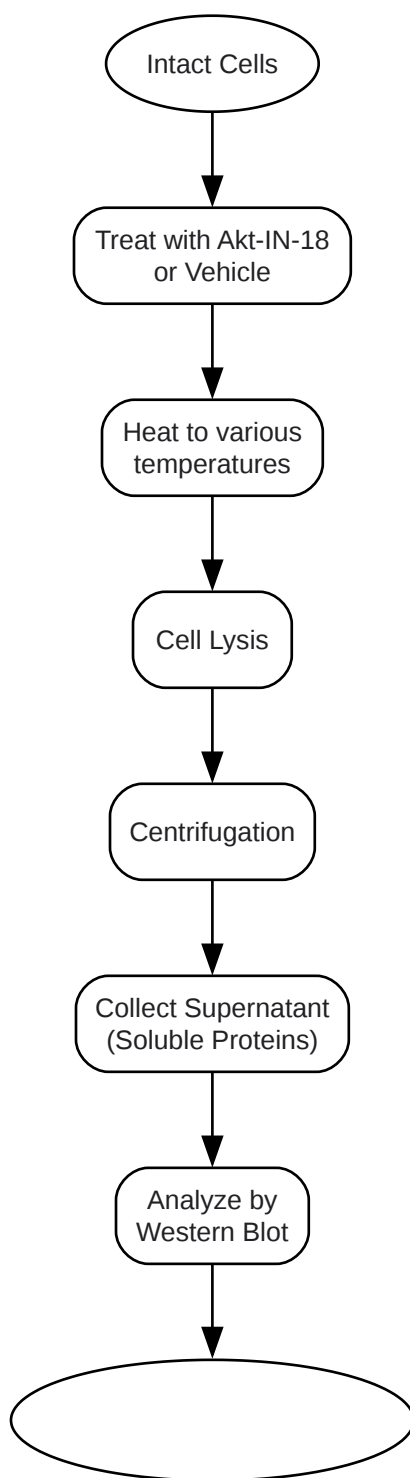 Intact Cells
Treat with Akt-IN-18
or Vehicle
Heat to various
temperatures
Cell Lysis
Centrifugation
Collect Supernatant
(Soluble Proteins)
Analyze by
Western Blot